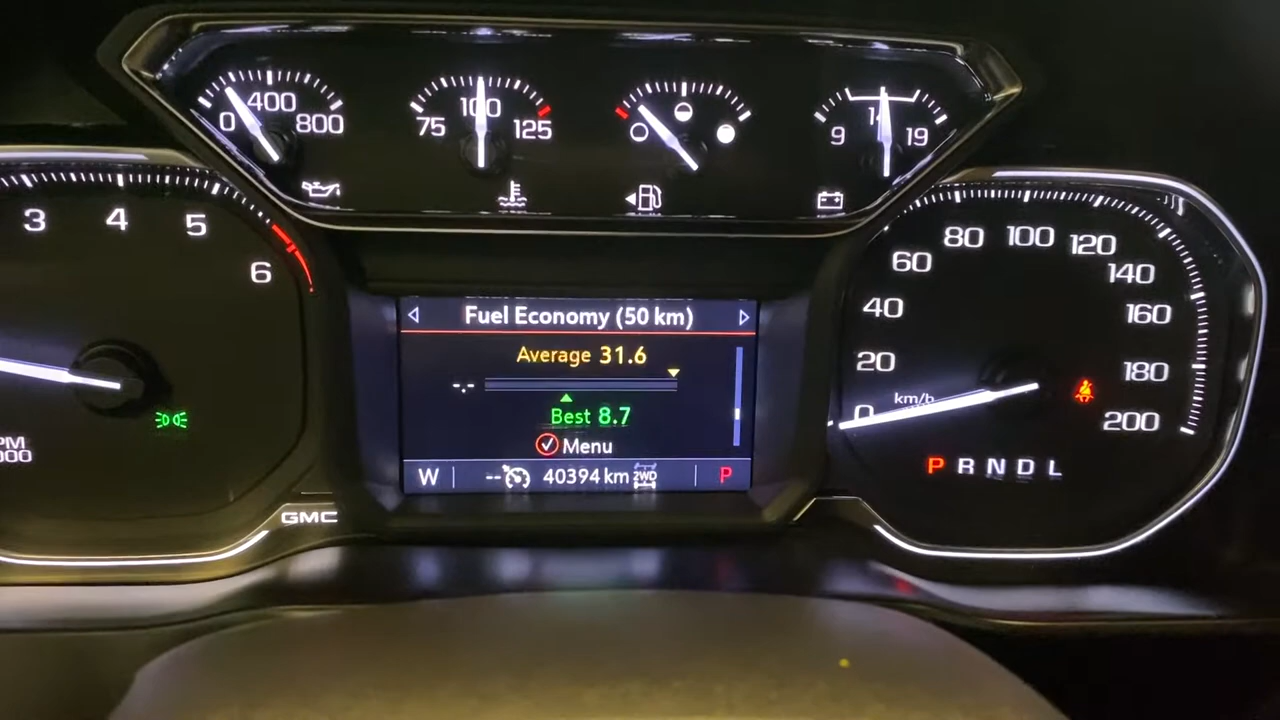 400
0 800
100
75 125
14
9 19
3 4 5 6
PM
000
GMC
Fuel Economy (50 km)
Average 31.6
-.-
Best 8.7
Menu
W -- 40394 km 2WD P
0 20 40 60 80 100 120 140 160 180 200
km/h
P R N D L